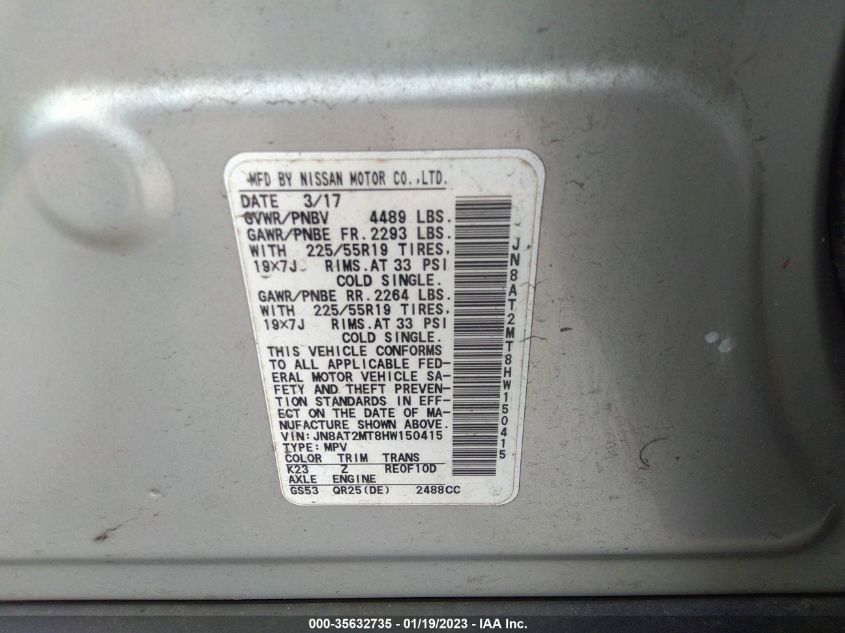 MFD BY NISSAN MOTOR CO.,LTD.
DATE 3/17
GVWR/PNBV 4489 LBS.
GAWR/PNBE FR. 2293 LBS.
WITH 225/55R19 TIRES.
19×7J RIMS. AT 33 PSI
COLD SINGLE.
GAWR/PNBE RR. 2264 LBS.
WITH 225/55R19 TIRES.
19×7J RIMS. AT 33 PSI
COLD SINGLE.
THIS VEHICLE CONFORMS
TO ALL APPLICABLE FED-
ERAL MOTOR VEHICLE SA-
FETY AND THEFT PREVEN-
TION STANDARDS IN EFF-
ECT ON THE DATE OF MA-
NUFACTURE SHOWN ABOVE.
VIN: JN8AT2MT8HW150415
TYPE: MPV
COLOR TRIM TRANS
K23 Z RE0F10D
AXLE ENGINE
GS53 QR25(DE) 2488CC
JN8AT2MT8HW150415
000-35632735 - 01/19/2023 - IAA Inc.